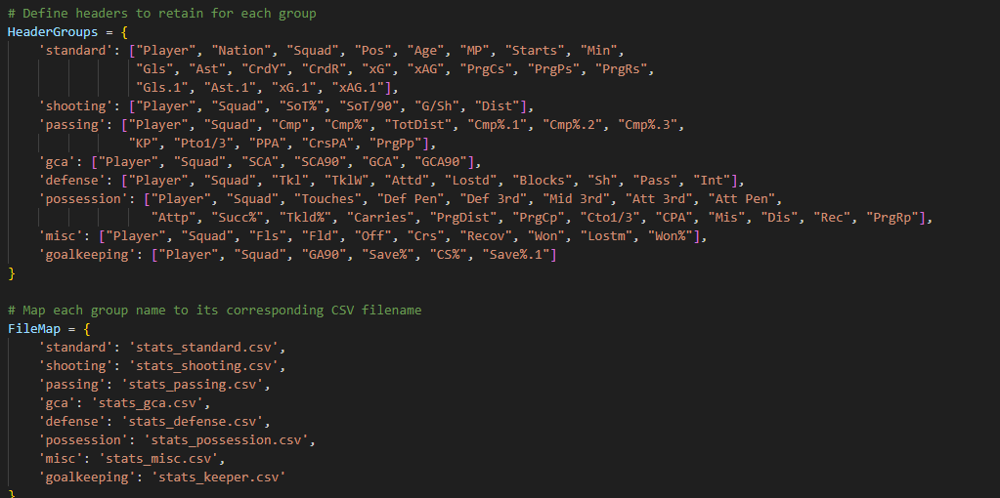 # Define headers to retain for each group
HeaderGroups = {
    'standard': ["Player", "Nation", "Squad", "Pos", "Age", "MP", "Starts", "Min",
                "Gls", "Ast", "CrdY", "CrdR", "xG", "xAG", "PrgCs", "PrgPs", "PrgRs",
                "Gls.1", "Ast.1", "xG.1", "xAG.1"],
    'shooting': ["Player", "Squad", "SoT%", "SoT/90", "G/Sh", "Dist"],
    'passing': ["Player", "Squad", "Cmp", "Cmp%", "TotDist", "Cmp%.1", "Cmp%.2", "Cmp%.3",
               "KP", "Pto1/3", "PPA", "CrsPA", "PrgPp"],
    'gca': ["Player", "Squad", "SCA", "SCA90", "GCA", "GCA90"],
    'defense': ["Player", "Squad", "Tkl", "TklW", "Attd", "Lostd", "Blocks", "Sh", "Pass", "Int"],
    'possession': ["Player", "Squad", "Touches", "Def Pen", "Def 3rd", "Mid 3rd", "Att 3rd", "Att Pen",
                  "Attp", "Succ%", "Tkld%", "Carries", "PrgDist", "PrgCp", "Cto1/3", "CPA", "Mis", "Dis", "Rec", "PrgRp"],
    'misc': ["Player", "Squad", "Fls", "Fld", "Off", "Crs", "Recov", "Won", "Lostm", "Won%"],
    'goalkeeping': ["Player", "Squad", "GA90", "Save%", "CS%", "Save%.1"]
}
# Map each group name to its corresponding CSV filename
FileMap = {
    'standard': 'stats_standard.csv',
    'shooting': 'stats_shooting.csv',
    'passing': 'stats_passing.csv',
    'gca': 'stats_gca.csv',
    'defense': 'stats_defense.csv',
    'possession': 'stats_possession.csv',
    'misc': 'stats_misc.csv',
    'goalkeeping': 'stats_keeper.csv'
}